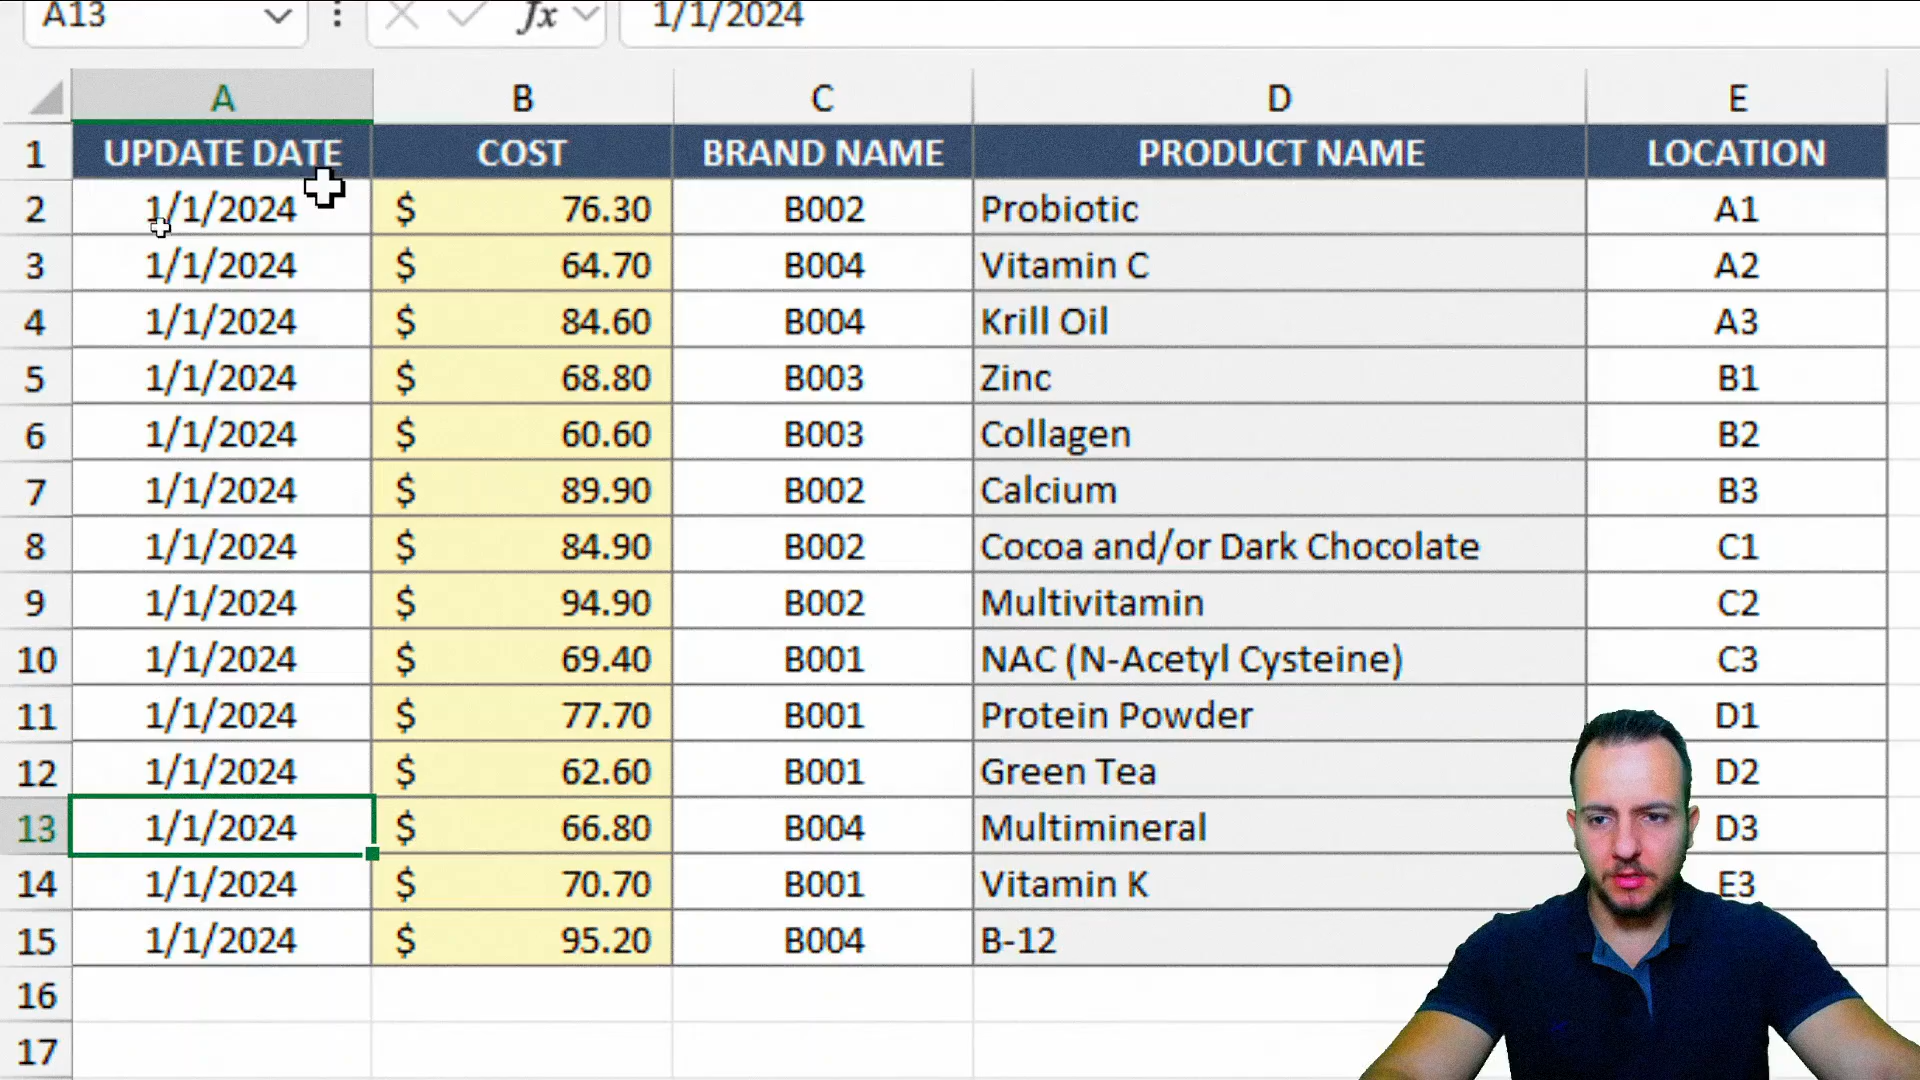 A13 fx 1/1/2024
A B C D E
1 UPDATE DATE COST BRAND NAME PRODUCT NAME LOCATION
2 1/1/2024 $ 76.30 B002 Probiotic A1
3 1/1/2024 $ 64.70 B004 Vitamin C A2
4 1/1/2024 $ 84.60 B004 Krill Oil A3
5 1/1/2024 $ 68.80 B003 Zinc B1
6 1/1/2024 $ 60.60 B003 Collagen B2
7 1/1/2024 $ 89.90 B002 Calcium B3
8 1/1/2024 $ 84.90 B002 Cocoa and/or Dark Chocolate C1
9 1/1/2024 $ 94.90 B002 Multivitamin C2
10 1/1/2024 $ 69.40 B001 NAC (N-Acetyl Cysteine) C3
11 1/1/2024 $ 77.70 B001 Protein Powder D1
12 1/1/2024 $ 62.60 B001 Green Tea D2
13 1/1/2024 $ 66.80 B004 Multimineral D3
14 1/1/2024 $ 70.70 B001 Vitamin K E3
15 1/1/2024 $ 95.20 B004 B-12
16
17